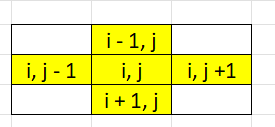 i - 1, j
i, j - 1 i, j i, j +1
i + 1, j